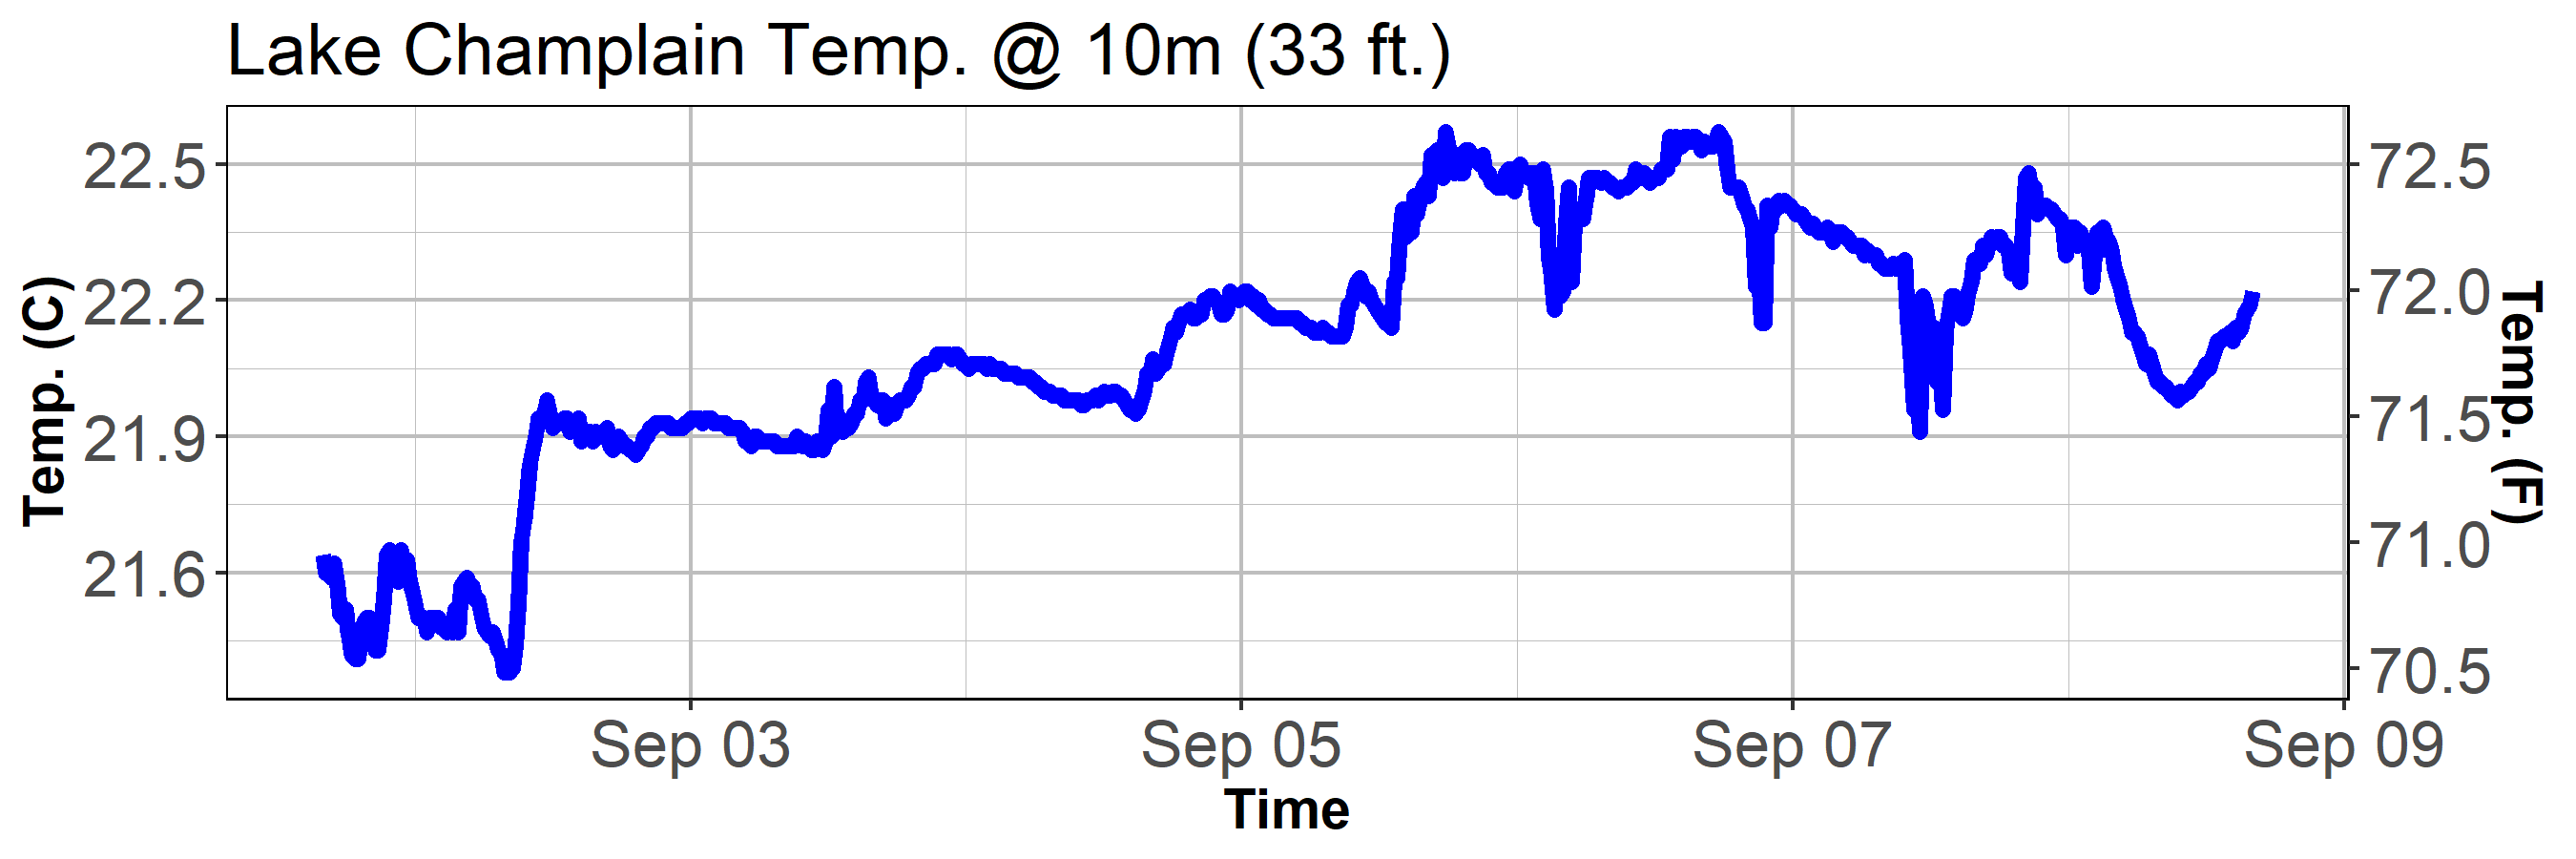 Lake Champlain Temp. @ 10m (33 ft.)
Temp. (C)
22.5
22.2
21.9
21.6
72.5
72.0
71.5
71.0
70.5
Temp. (F)
Sep 03
Sep 05
Sep 07
Sep 09
Time